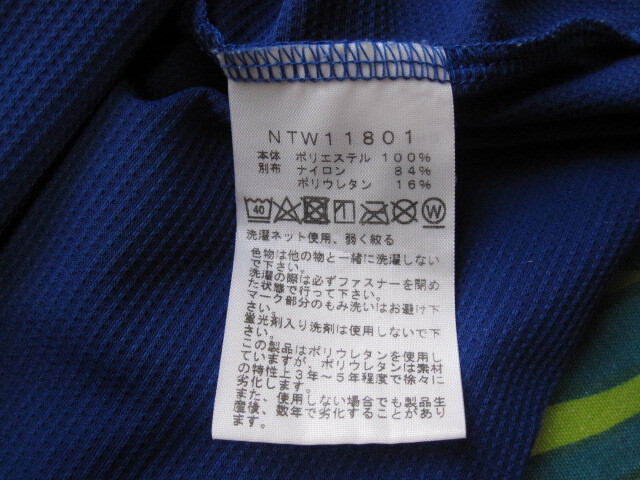 NTW11801
本体 ポリエステル 100%
別布 ナイロン 84%
ポリウレタン 16%
40 W
洗濯ネット使用、弱く絞る
色物は他の物と一緒に洗濯しない
で下さい。
洗濯の際は必ずファスナーを閉め
た状態で行って下さい。
マーク部分のもみ洗いはお避け下
さい。
蛍光剤入り洗剤は使用しないで下
さい。
この製品はポリウレタンを使用し
ていますが、ポリウレタンは素材
の特性上3年～5年程度で徐々に
劣化します。
また、使用しない場合でも製品生
産後、数年で劣化することがあり
ます。